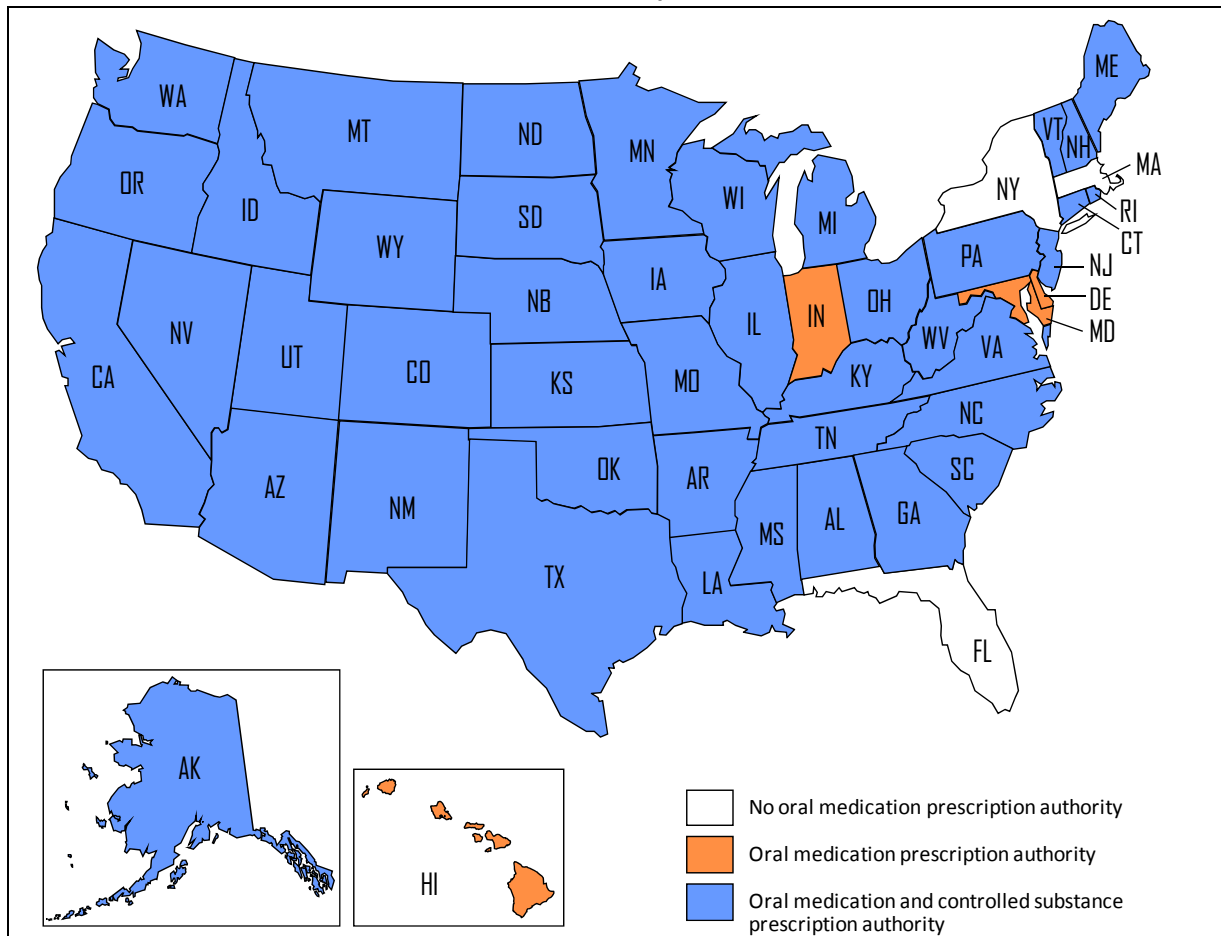 WA
MT
ND
MN
ME
VT
NH
MA
OR
ID
SD
WI
MI
NY
RI
CT
WY
IA
PA
NJ
NB
IL
IN
OH
DE
NV
UT
CO
KS
MO
KY
WV
VA
MD
CA
AZ
NM
OK
AR
TN
NC
SC
MS
AL
GA
TX
LA
FL
AK
HI
No oral medication prescription authority
Oral medication prescription authority
Oral medication and controlled substance
prescription authority